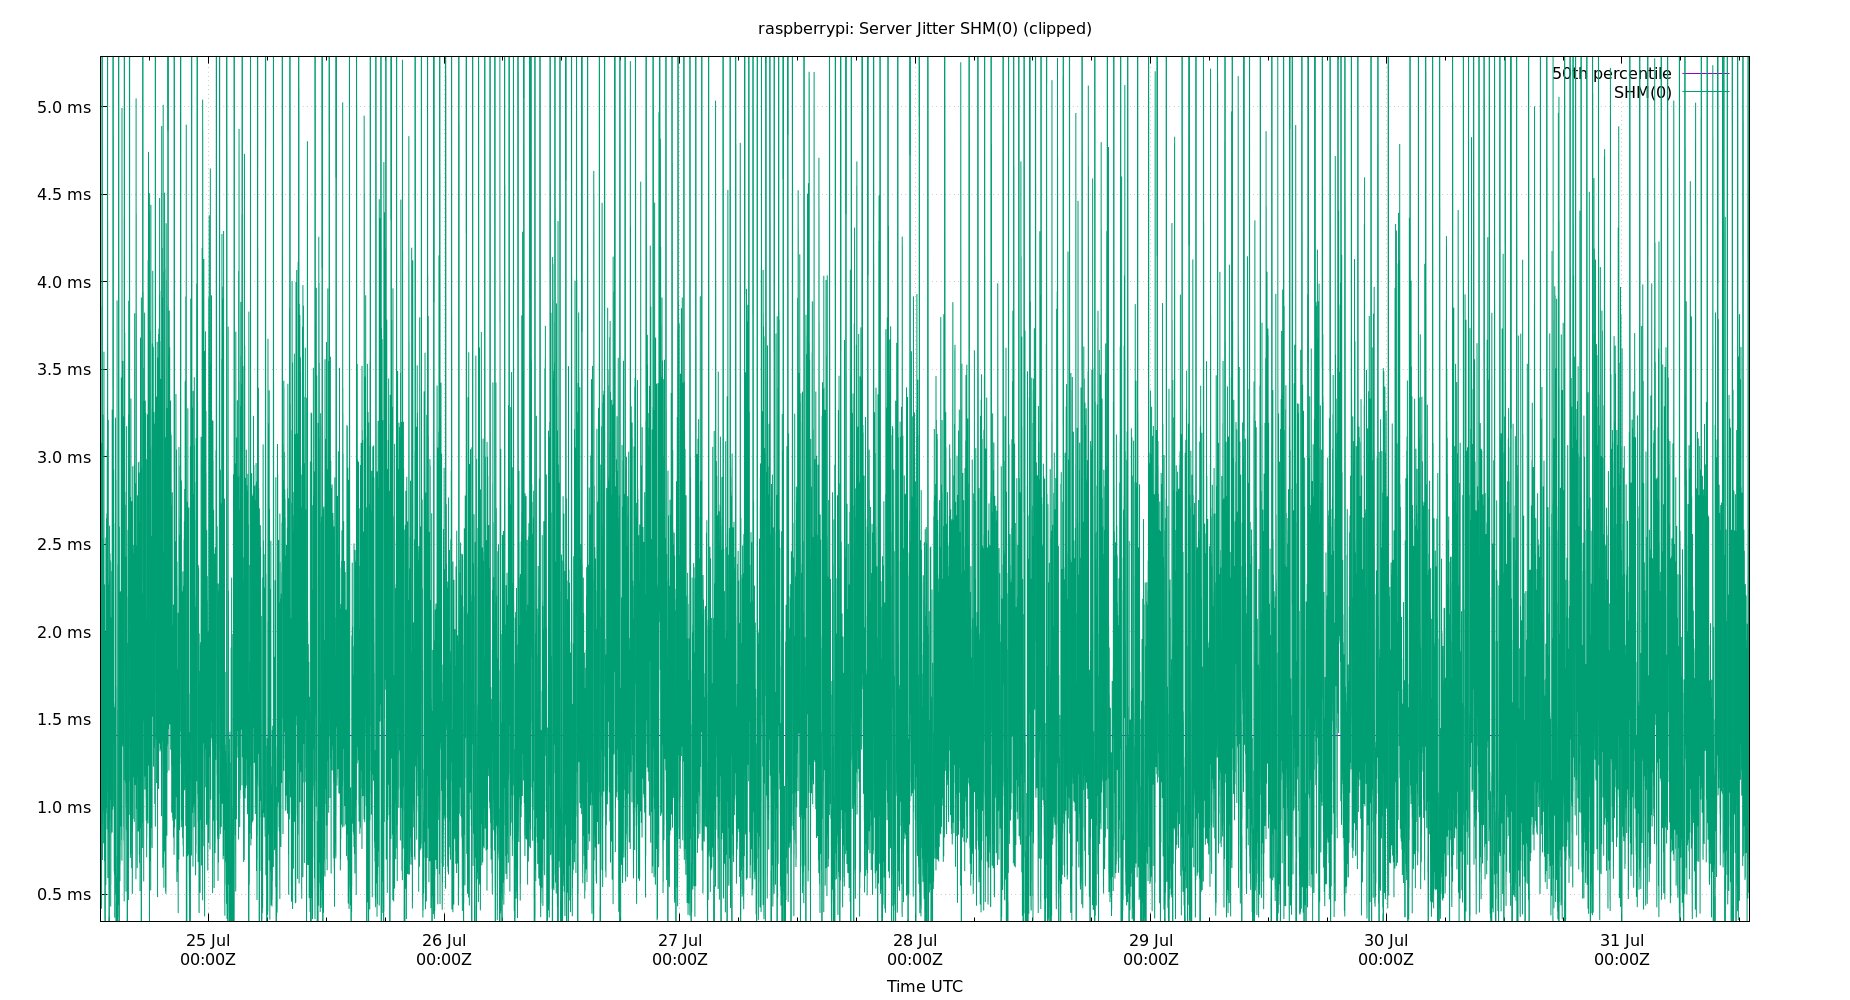 raspberrypi: Server Jitter SHM(0) (clipped)
50th percentile
SHM(0)
5.0 ms
4.5 ms
4.0 ms
3.5 ms
3.0 ms
2.5 ms
2.0 ms
1.5 ms
1.0 ms
0.5 ms
25 Jul 26 Jul 27 Jul 28 Jul 29 Jul 30 Jul 31 Jul
00:00Z 00:00Z 00:00Z 00:00Z 00:00Z 00:00Z 00:00Z
Time UTC